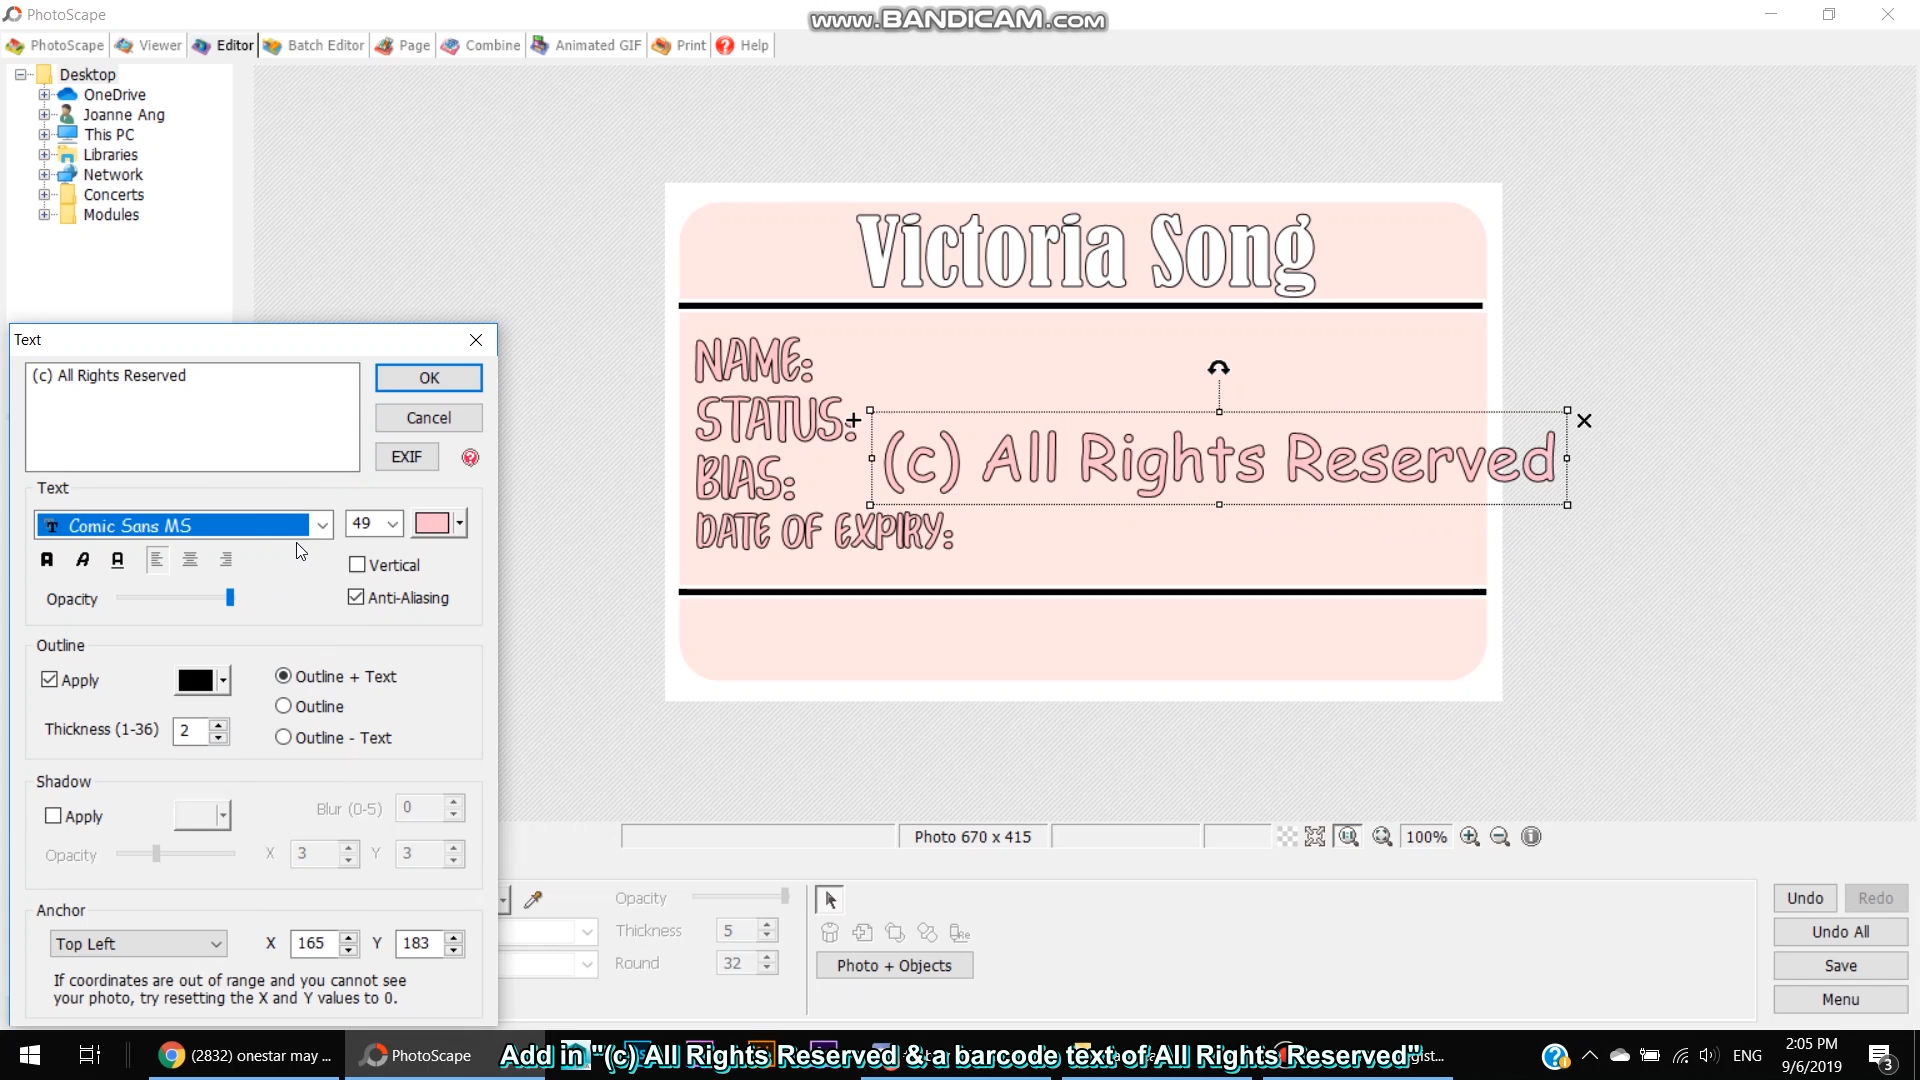 PhotoScape
www.BANDICAM.com
PhotoScape Viewer Editor Batch Editor Page Combine Animated GIF Print Help
Desktop
OneDrive
Joanne Ang
This PC
Libraries
Network
Concerts
Modules
Victoria Song
NAME:
STATUS:
BIAS:
DATE OF EXPIRY:
(c) All Rights Reserved
Text
(c) All Rights Reserved
OK
Cancel
EXIF
Text
Comic Sans MS 49
A A A
Vertical
Opacity
Anti-Aliasing
Outline
Apply
Outline + Text
Outline
Thickness (1-36) 2
Outline - Text
Shadow
Apply
Blur (0-5) 0
Opacity X 3 Y 3
Anchor
Top Left X 165 Y 183
If coordinates are out of range and you cannot see
your photo, try resetting the X and Y values to 0.
Photo 670 x 415
100%
Opacity
Thickness 5
Round 32
Photo + Objects
Undo Redo
Undo All
Save
Menu
(2832) onestar may ...
PhotoScape
Add in "(c) All Rights Reserved & a barcode text of All Rights Reserved"
ENG
2:05 PM
9/6/2019
3